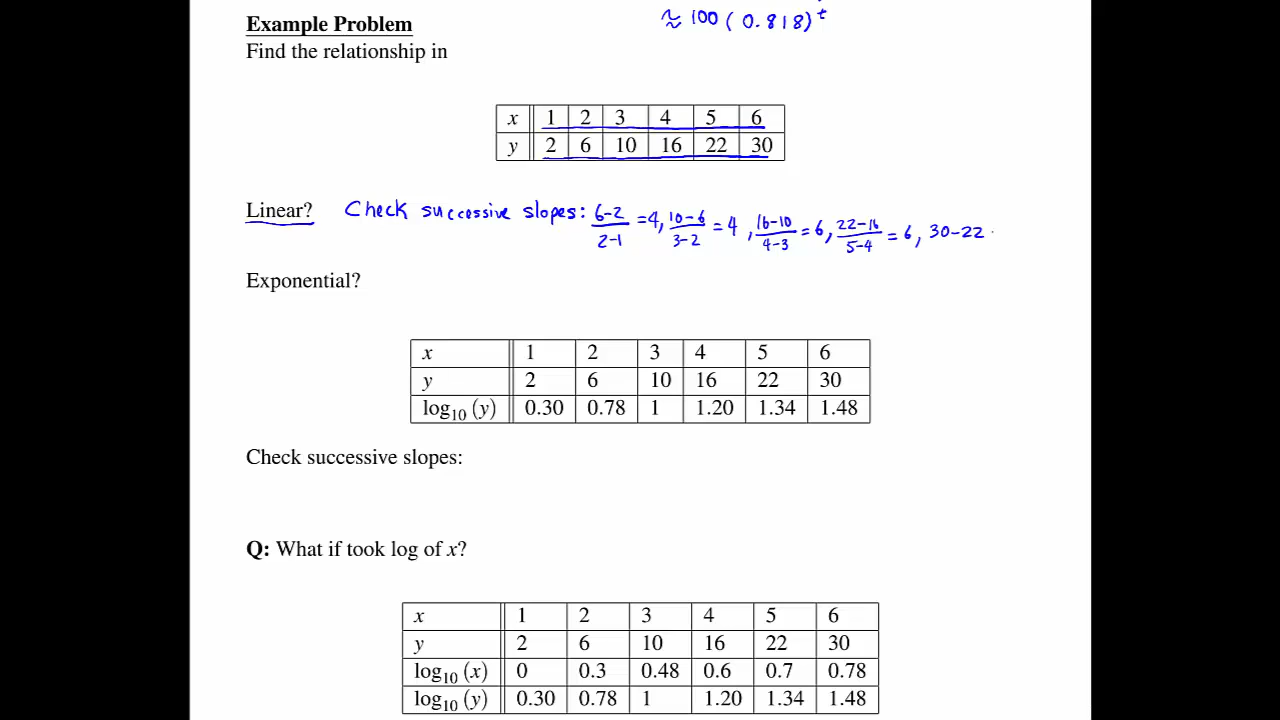 Example Problem
≈ 100 (0.818)^t
Find the relationship in
x 1 2 3 4 5 6
y 2 6 10 16 22 30
Linear? Check successive slopes: 6-2/2-1 = 4, 10-6/3-2 = 4, 16-10/4-3 = 6, 22-16/5-4 = 6, 30-22
Exponential?
x 1 2 3 4 5 6
y 2 6 10 16 22 30
log₁₀ (y) 0.30 0.78 1 1.20 1.34 1.48
Check successive slopes:
Q: What if took log of x?
x 1 2 3 4 5 6
y 2 6 10 16 22 30
log₁₀ (x) 0 0.3 0.48 0.6 0.7 0.78
log₁₀ (y) 0.30 0.78 1 1.20 1.34 1.48